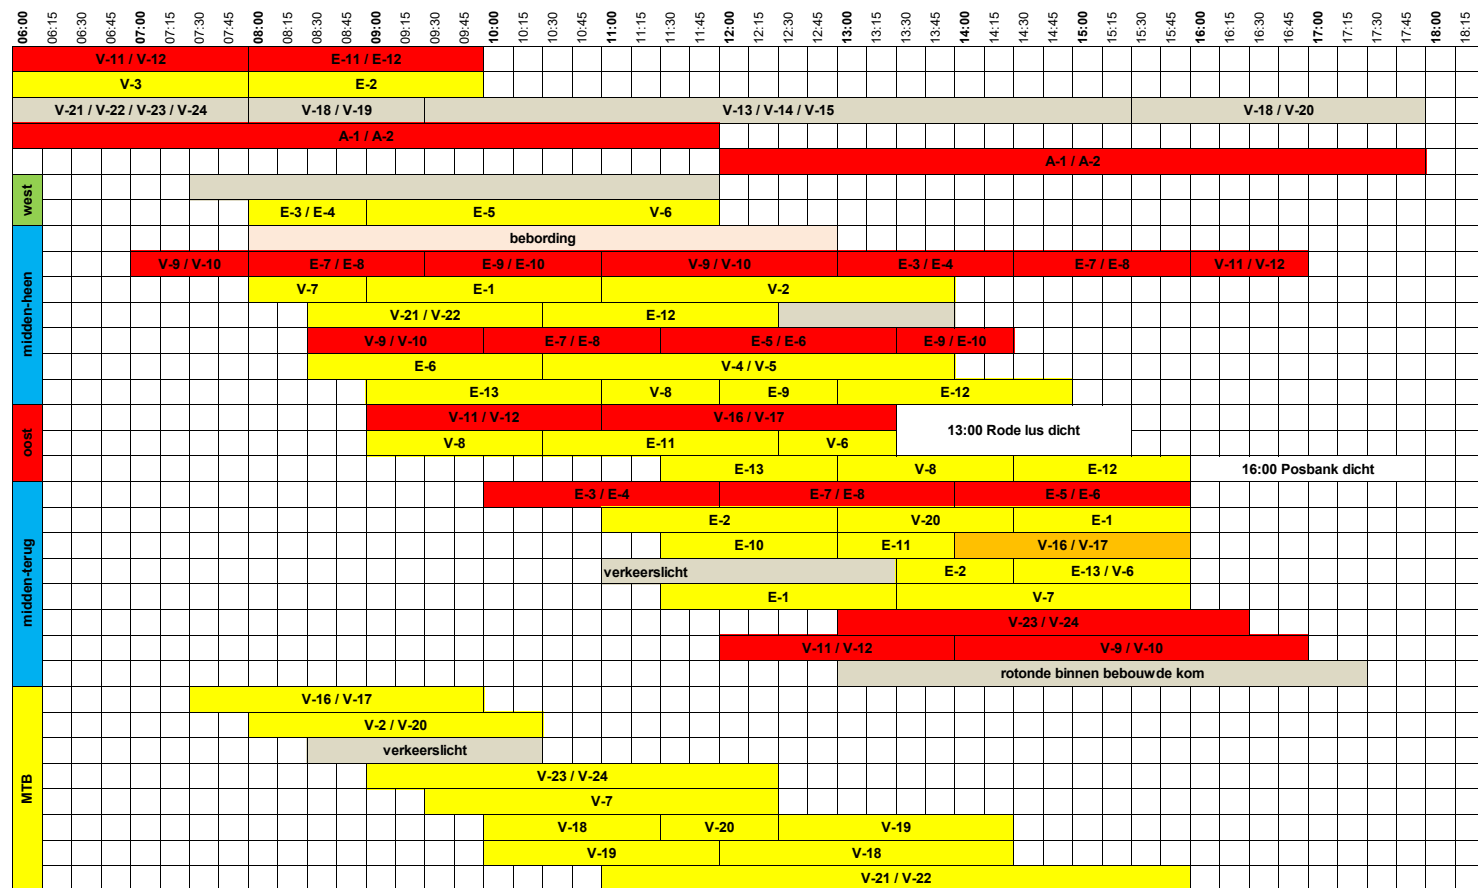 06:00 06:15 06:30 06:45 07:00 07:15 07:30 07:45 08:00 08:15 08:30 08:45 09:00 09:15 09:30 09:45 10:00 10:15 10:30 10:45 11:00 11:15 11:30 11:45 12:00 12:15 12:30 12:45 13:00 13:15 13:30 13:45 14:00 14:15 14:30 14:45 15:00 15:15 15:30 15:45 16:00 16:15 16:30 16:45 17:00 17:15 17:30 17:45 18:00 18:15
V-11 / V-12 E-11 / E-12
V-3 E-2
V-21 / V-22 / V-23 / V-24 V-18 / V-19 V-13 / V-14 / V-15 V-18 / V-20
A-1 / A-2
A-1 / A-2
west
E-3 / E-4 E-5 V-6
midden-heen
bebording
V-9 / V-10 E-7 / E-8 E-9 / E-10 V-9 / V-10 E-3 / E-4 E-7 / E-8 V-11 / V-12
V-7 E-1 V-2
V-21 / V-22 E-12
V-9 / V-10 E-7 / E-8 E-5 / E-6 E-9 / E-10
E-6 V-4 / V-5
E-13 V-8 E-9 E-12
oost
V-11 / V-12 V-16 / V-17
13:00 Rode lus dicht
V-8 E-11 V-6
E-13 V-8 E-12 16:00 Posbank dicht
midden-terug
E-3 / E-4 E-7 / E-8 E-5 / E-6
E-2 V-20 E-1
E-10 E-11 V-16 / V-17
verkeerslicht E-2 E-13 / V-6
E-1 V-7
V-23 / V-24
V-11 / V-12 V-9 / V-10
rotonde binnen bebouwde kom
MTB
V-16 / V-17
V-2 / V-20
verkeerslicht
V-23 / V-24
V-7
V-18 V-20 V-19
V-19 V-18
V-21 / V-22